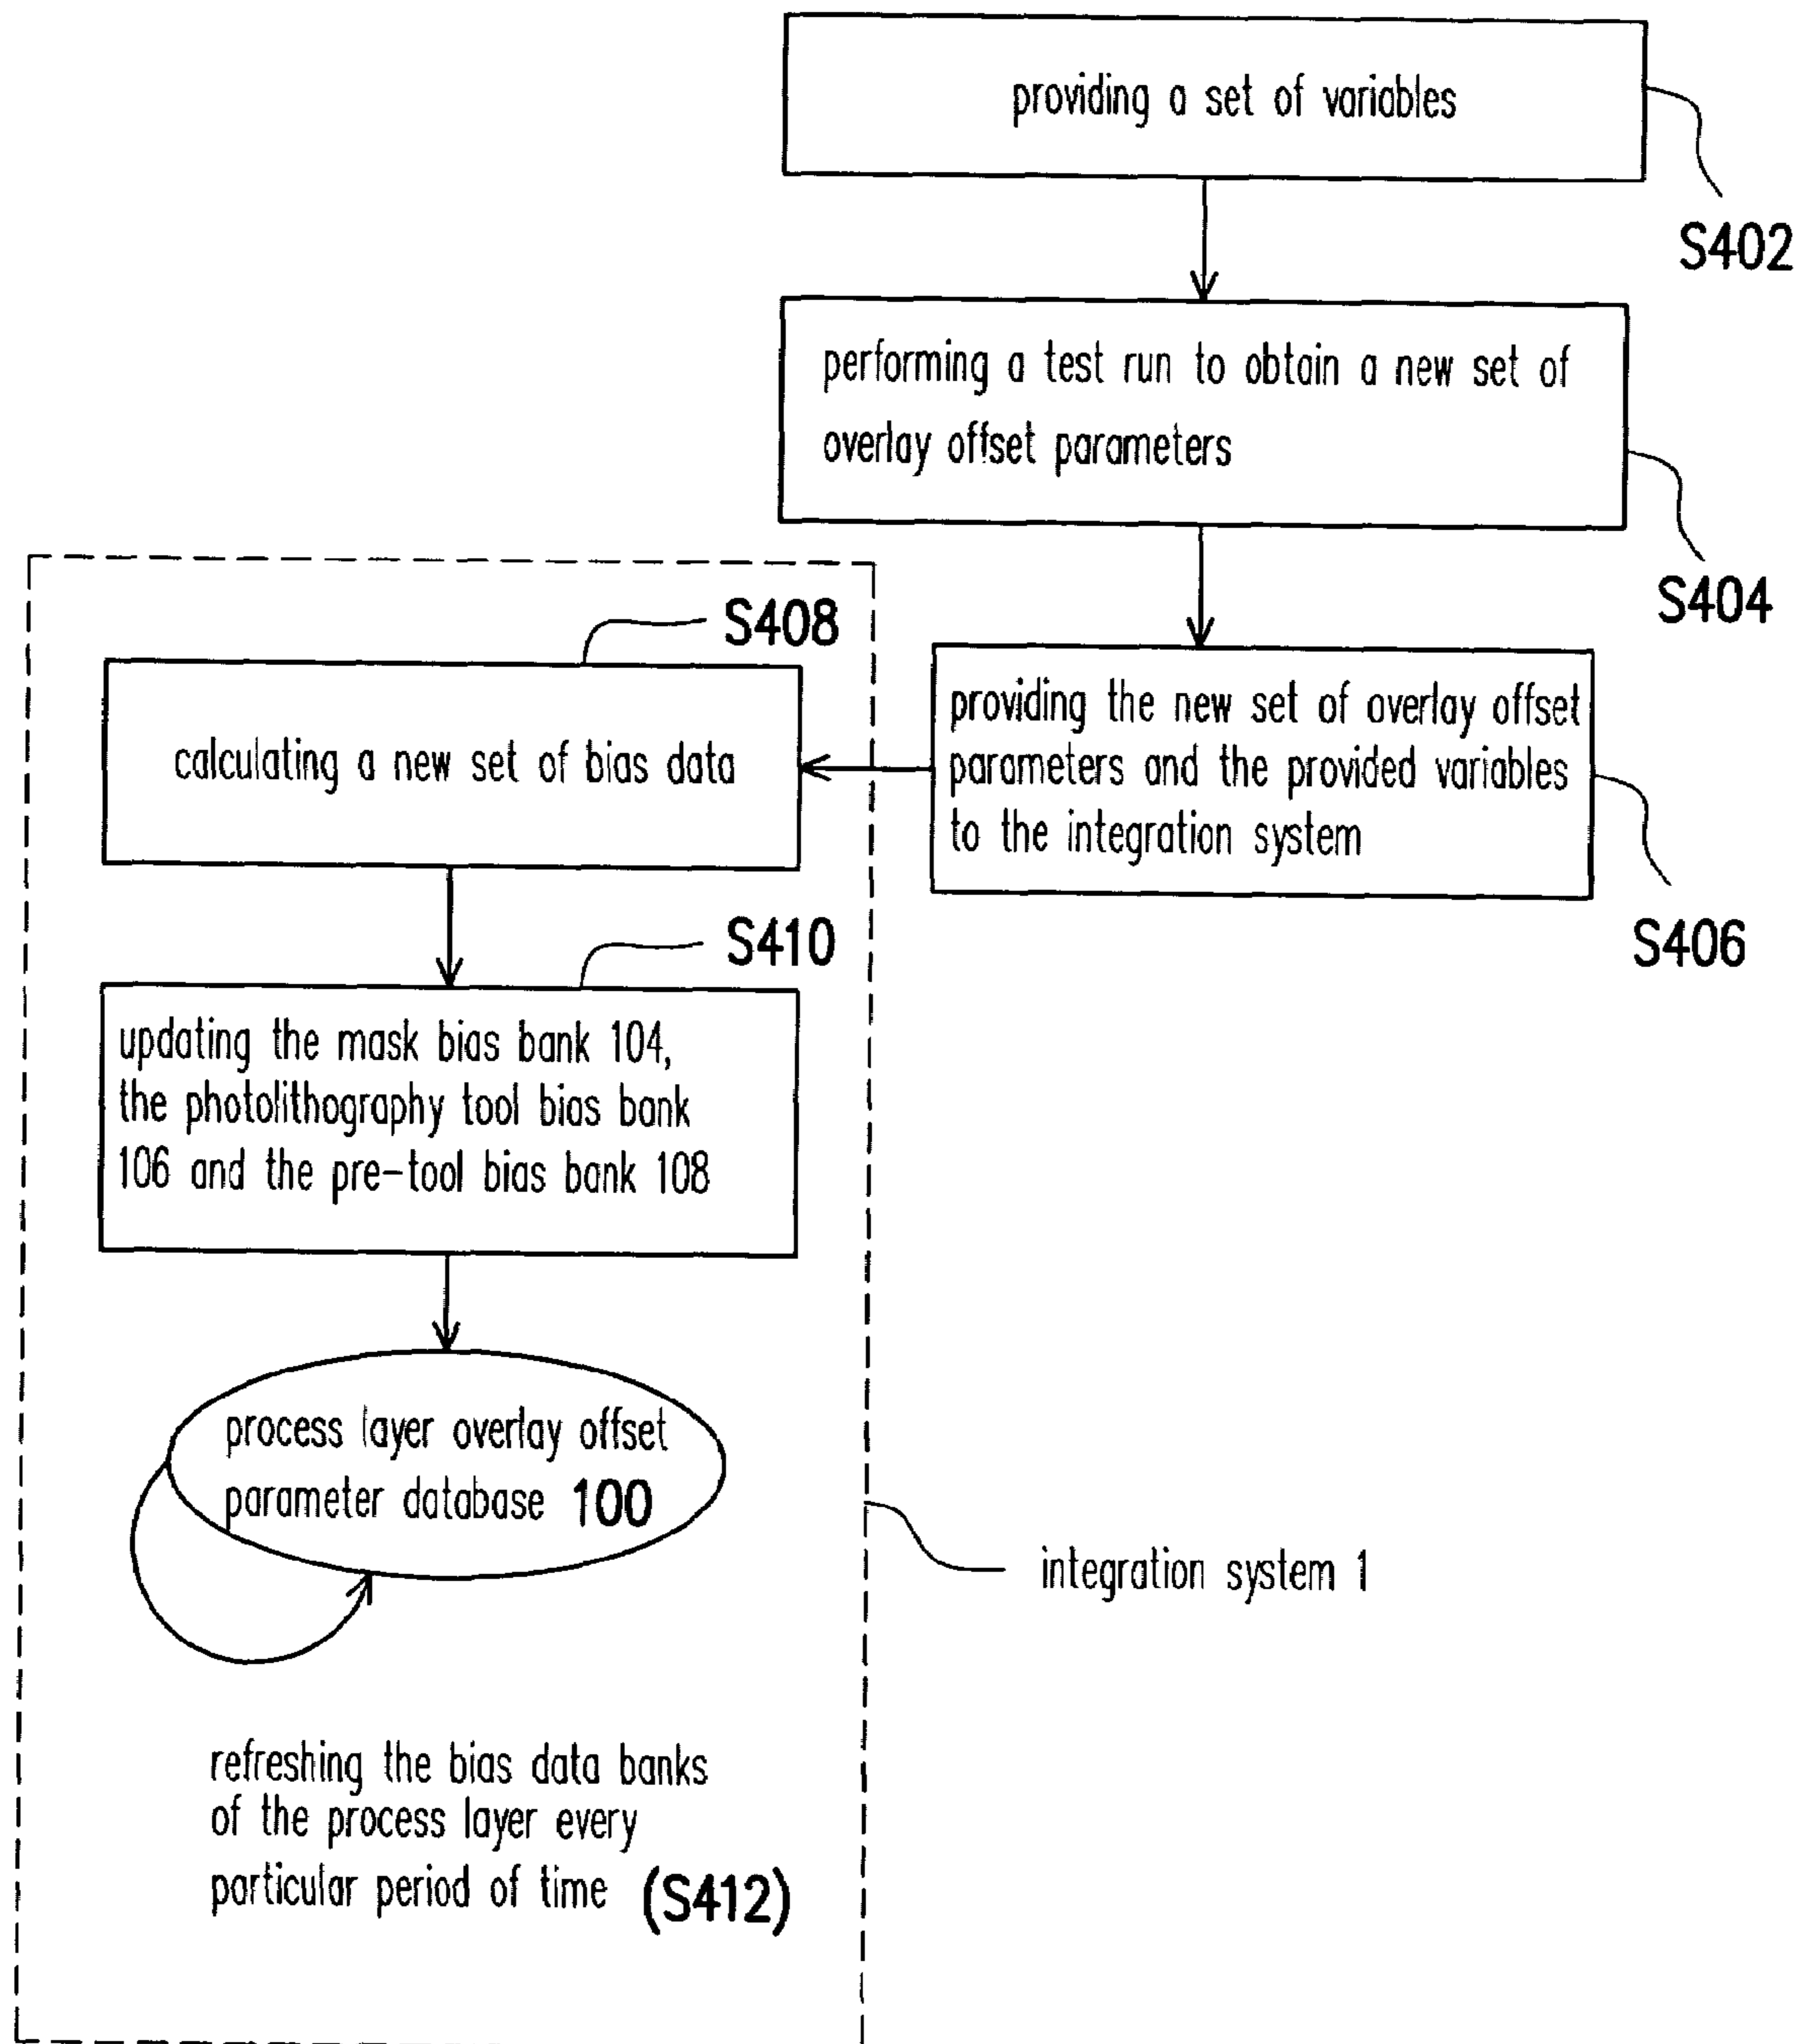 providing a set of variables
S402
performing a test run to obtain a new set of
overlay offset parameters
S404
providing the new set of overlay offset
parameters and the provided variables
to the integration system
S406
S408
calculating a new set of bias data
S410
updating the mask bias bank 104,
the photolithography tool bias bank
106 and the pre-tool bias bank 108
process layer overlay offset
parameter database 100
integration system 1
refreshing the bias data banks
of the process layer every
particular period of time (S412)